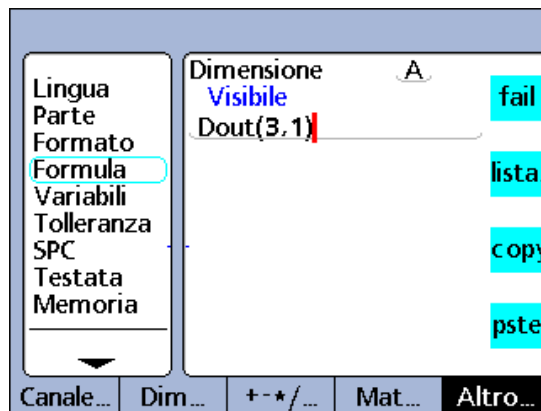 Lingua
Parte
Formato
Formula
Variabili
Tolleranza
SPC
Testata
Memoria
Dimensione A
Visibile
Dout(3,1)
fail
lista
copy
pste
Canale...
Dim...
+-*/...
Mat...
Altro...